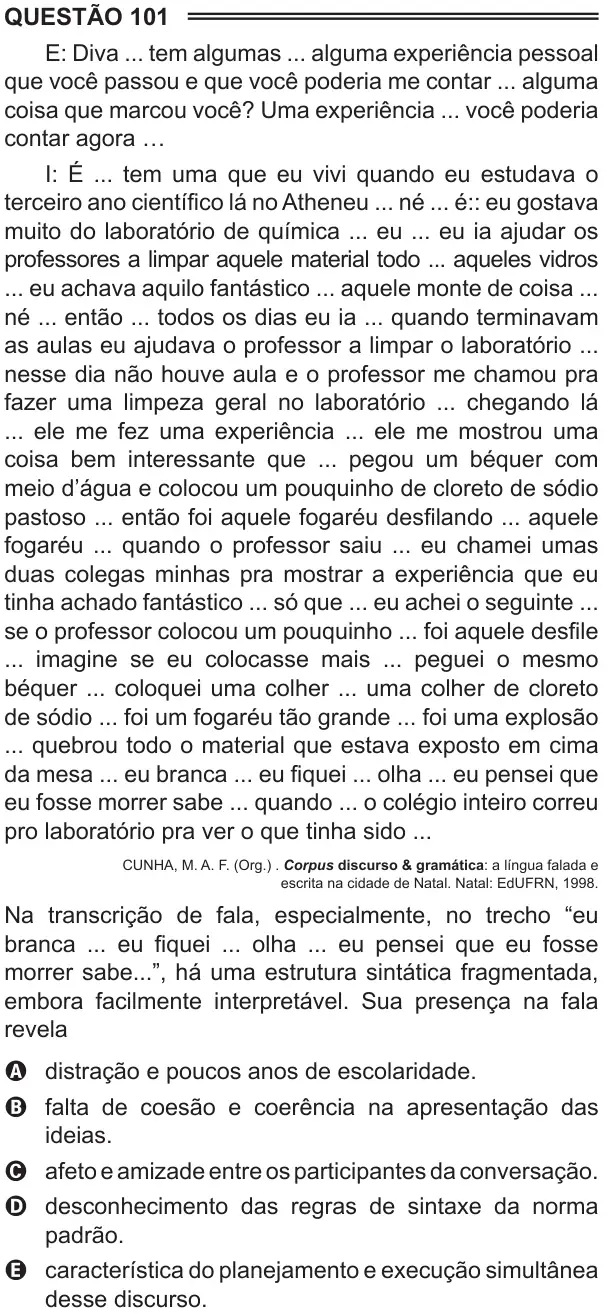 QUESTÃO 101
E: Diva ... tem algumas ... alguma experiência pessoal
que você passou e que você poderia me contar ... alguma
coisa que marcou você? Uma experiência ... você poderia
contar agora ...
I: É ... tem uma que eu vivi quando eu estudava o
terceiro ano científico lá no Atheneu ... né ... é:: eu gostava
muito do laboratório de química ... eu ... eu ia ajudar os
professores a limpar aquele material todo ... aqueles vidros
... eu achava aquilo fantástico ... aquele monte de coisa ...
né ... então ... todos os dias eu ia ... quando terminavam
as aulas eu ajudava o professor a limpar o laboratório ...
nesse dia não houve aula e o professor me chamou pra
fazer uma limpeza geral no laboratório ... chegando lá
... ele me fez uma experiência ... ele me mostrou uma
coisa bem interessante que ... pegou um béquer com
meio d'água e colocou um pouquinho de cloreto de sódio
pastoso ... então foi aquele fogaréu desfilando ... aquele
fogaréu ... quando o professor saiu ... eu chamei umas
duas colegas minhas pra mostrar a experiência que eu
tinha achado fantástico ... só que ... eu achei o seguinte ...
se o professor colocou um pouquinho ... foi aquele desfile
... imagine se eu colocasse mais ... peguei o mesmo
béquer ... coloquei uma colher ... uma colher de cloreto
de sódio ... foi um fogaréu tão grande ... foi uma explosão
... quebrou todo o material que estava exposto em cima
da mesa ... eu branca ... eu fiquei ... olha ... eu pensei que
eu fosse morrer sabe ... quando ... o colégio inteiro correu
pro laboratório pra ver o que tinha sido ...
CUNHA, M. A. F. (Org.) . Corpus discurso & gramática: a língua falada e
escrita na cidade de Natal. Natal: EdUFRN, 1998.
Na transcrição de fala, especialmente, no trecho “eu
branca ... eu fiquei ... olha ... eu pensei que eu fosse
morrer sabe...”, há uma estrutura sintática fragmentada,
embora facilmente interpretável. Sua presença na fala
revela
A distração e poucos anos de escolaridade.
B falta de coesão e coerência na apresentação das
ideias.
C afeto e amizade entre os participantes da conversação.
D desconhecimento das regras de sintaxe da norma
padrão.
E característica do planejamento e execução simultânea
desse discurso.